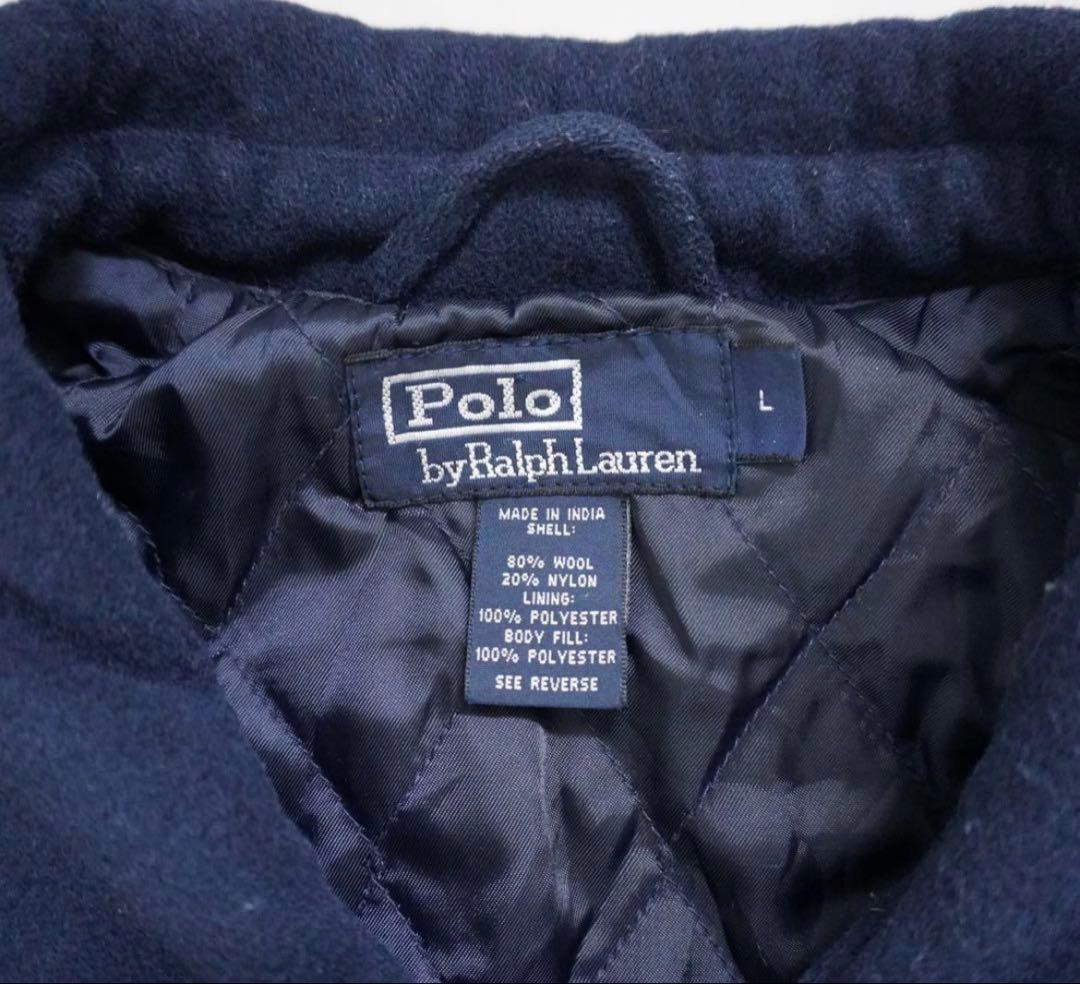 Polo
by Ralph Lauren
L
MADE IN INDIA
SHELL:
80% WOOL
20% NYLON
LINING:
100% POLYESTER
BODY FILL:
100% POLYESTER
SEE REVERSE